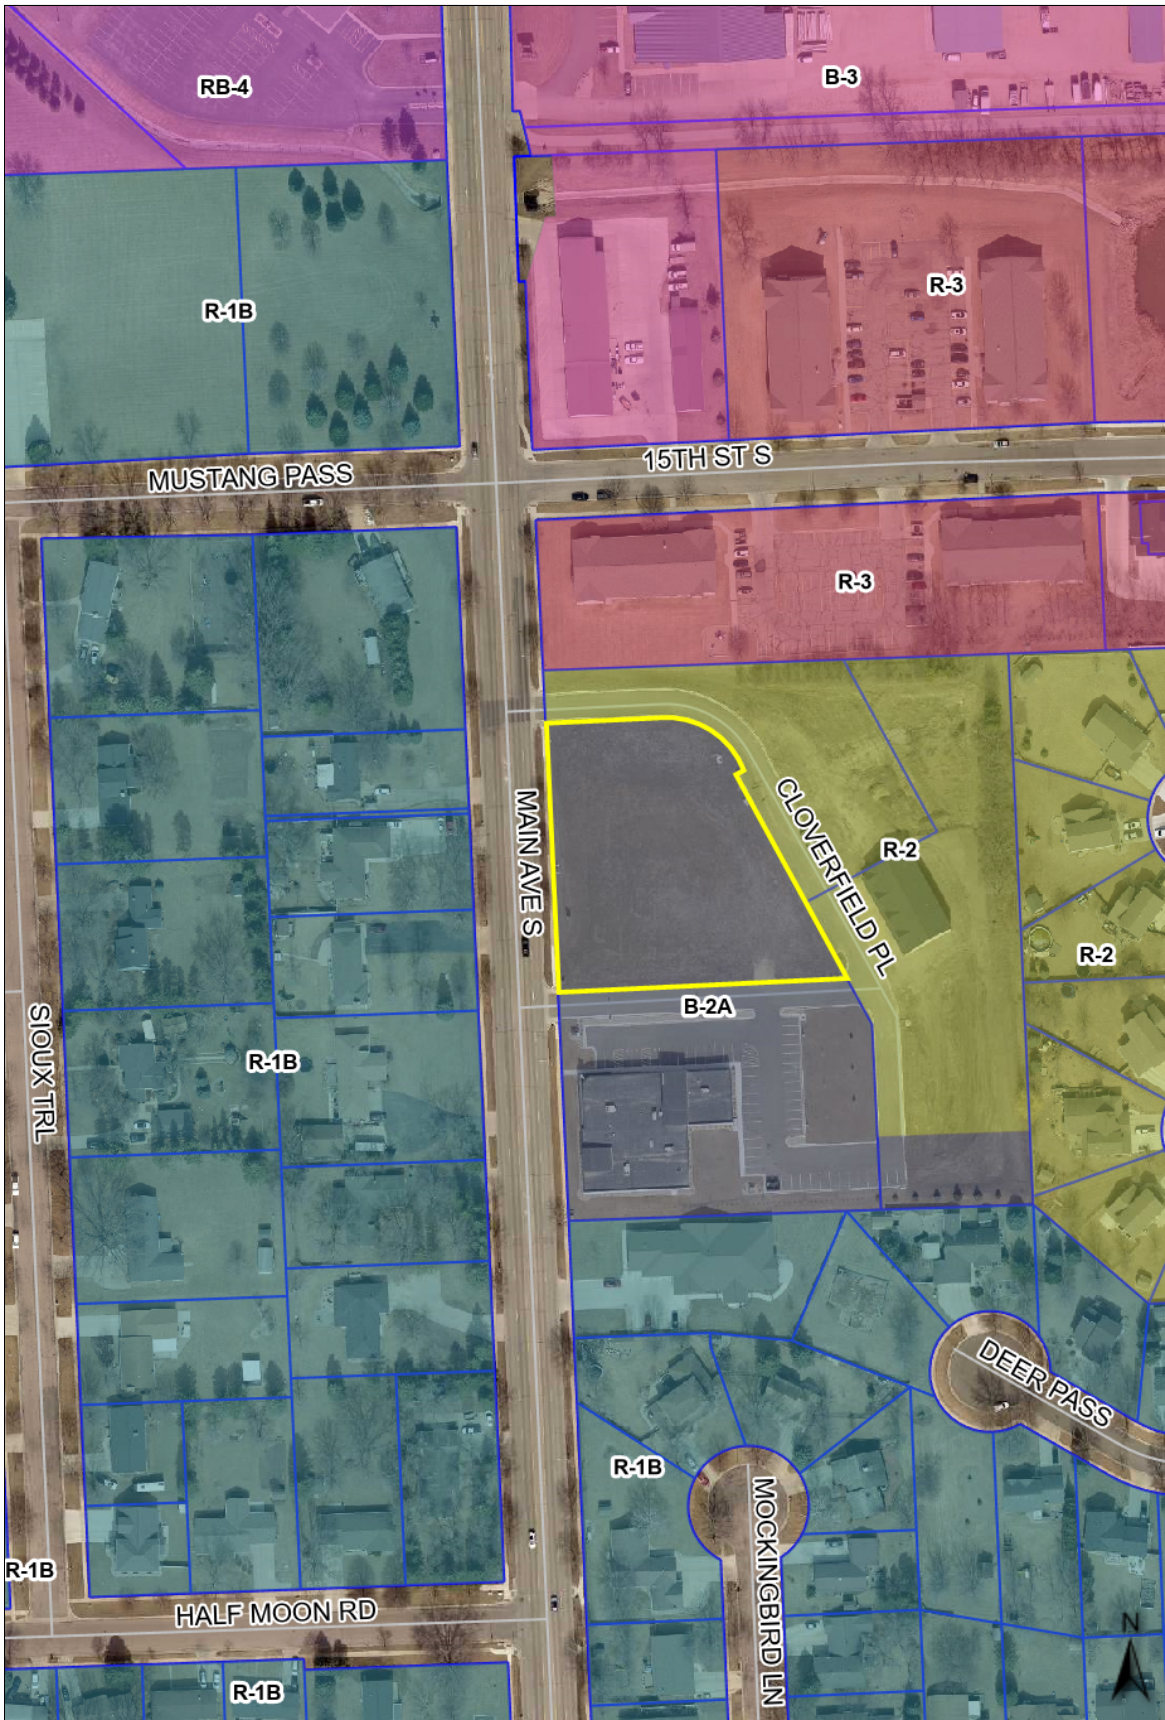 B-3
RB-4
R-1B
R-3
MUSTANG PASS
15TH ST S
R-3
MAIN AVE S
CLOVERFIELD PL
R-2
R-2
B-2A
SIOUX TRL
R-1B
DEER PASS
R-1B
MOCKINGBIRD LN
R-1B
HALF MOON RD
N
R-1B